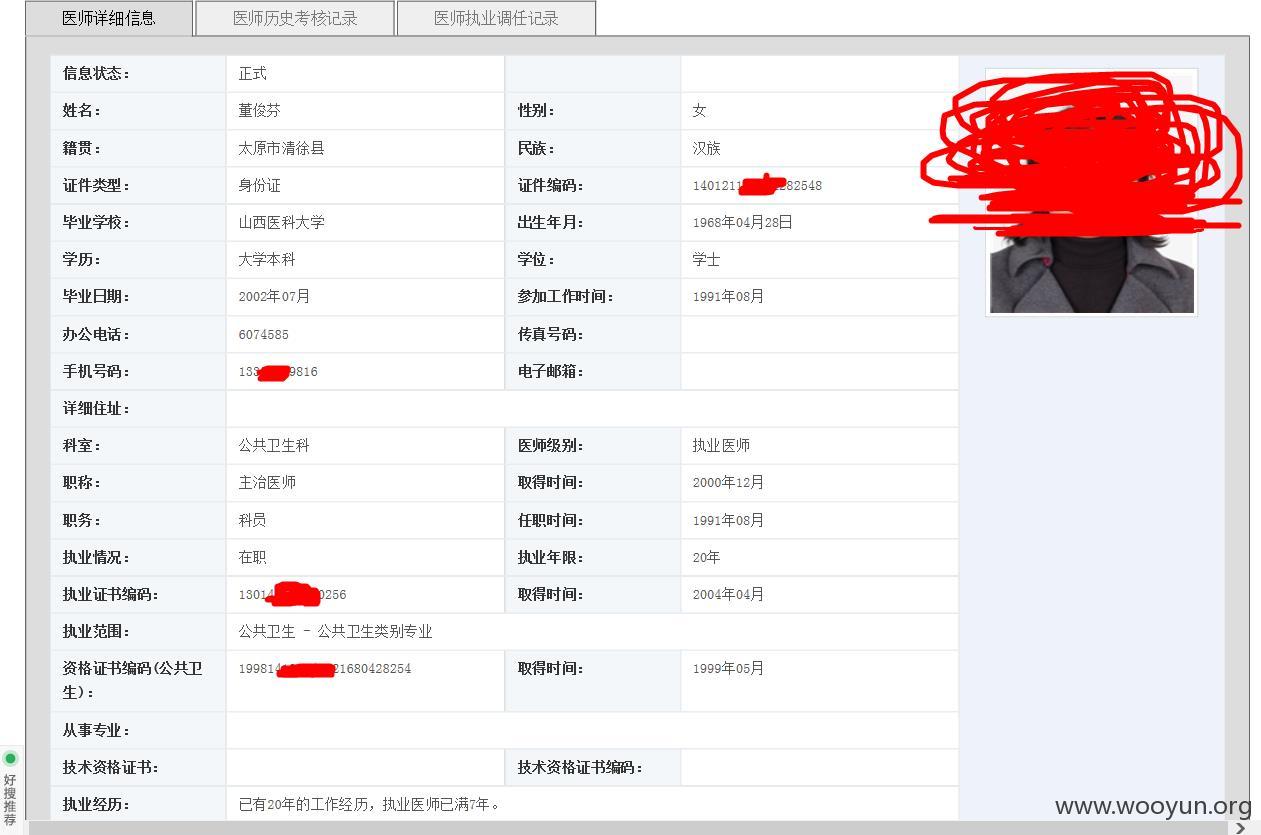 医师详细信息 医师历史考核记录 医师执业调任记录
信息状态： 正式
姓名： 董俊芬 性别： 女
籍贯： 太原市清徐县 民族： 汉族
证件类型： 身份证 证件编码： 140121 282548
毕业学校： 山西医科大学 出生年月： 1968年04月28日
学历： 大学本科 学位： 学士
毕业日期： 2002年07月 参加工作时间： 1991年08月
办公电话： 6074585 传真号码：
手机号码： 133 9816 电子邮箱：
详细住址：
科室： 公共卫生科 医师级别： 执业医师
职称： 主治医师 取得时间： 2000年12月
职务： 科员 任职时间： 1991年08月
执业情况： 在职 执业年限： 20年
执业证书编码： 1301 0256 取得时间： 2004年04月
执业范围： 公共卫生 - 公共卫生类别专业
资格证书编码(公共卫 199814 21680428254 取得时间： 1999年05月
生)：
从事专业：
技术资格证书： 技术资格证书编码：
执业经历： 已有20年的工作经历，执业医师已满7年。
好搜推荐
www.wooyun.org